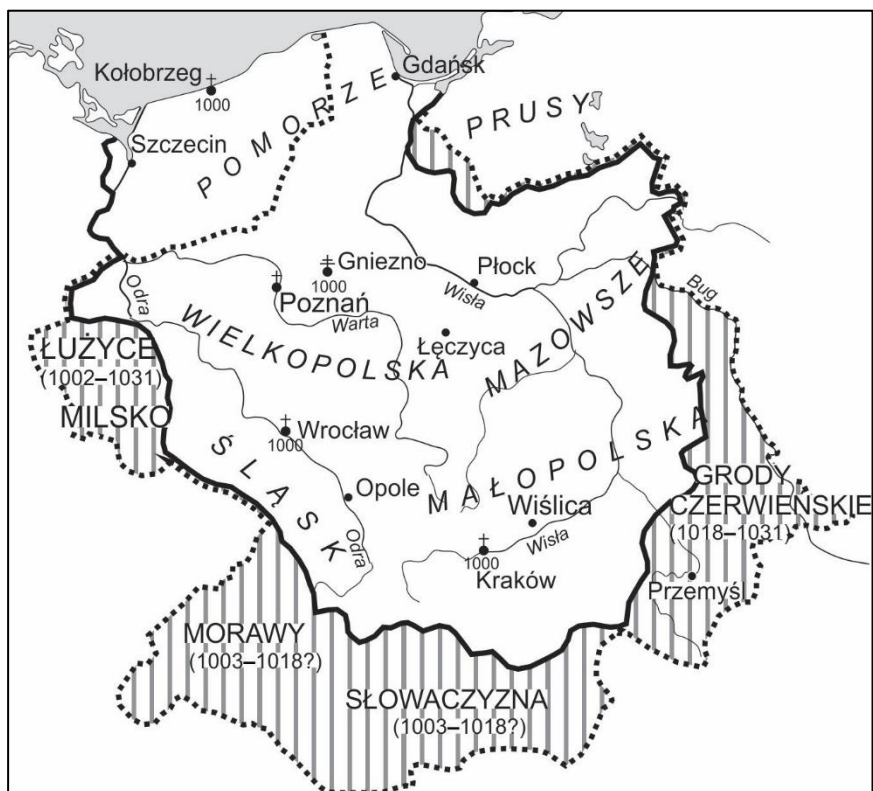 Kołobrzeg
1000
Gdańsk
PRUSY
Szczecin
POMORZE
Gniezno
1000
Płock
Poznań
Odra
Wisła
Bug
Warta
MAZOWSZE
WIELKOPOLSKA
Łęczyca
ŁUŻYCE
(1002–1031)
MILSKO
Wrocław
1000
ŚLĄSK
Opole
MAŁOPOLSKA
GRODY
CZERWIEŃSKIE
(1018–1031)
Wiślica
Odra
Wisła
1000
Kraków
Przemyśl
MORAWY
(1003–1018?)
SŁOWACZYZNA
(1003–1018?)